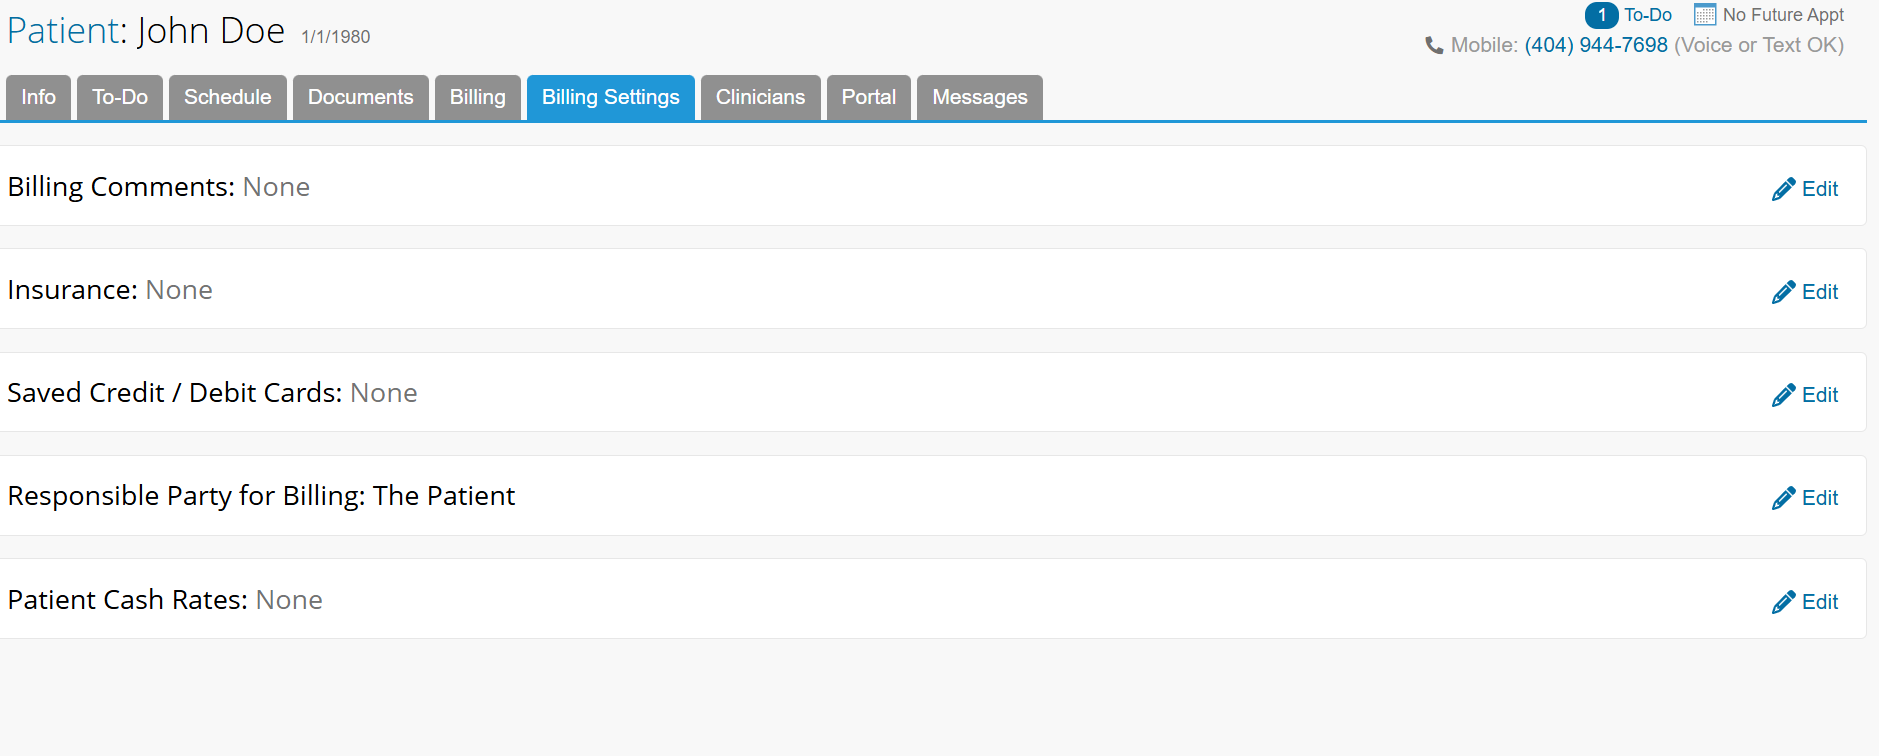 Patient: John Doe 1/1/1980
1 To-Do No Future Appt
Mobile: (404) 944-7698 (Voice or Text OK)
Info To-Do Schedule Documents Billing Billing Settings Clinicians Portal Messages
Billing Comments: None Edit
Insurance: None Edit
Saved Credit / Debit Cards: None Edit
Responsible Party for Billing: The Patient Edit
Patient Cash Rates: None Edit